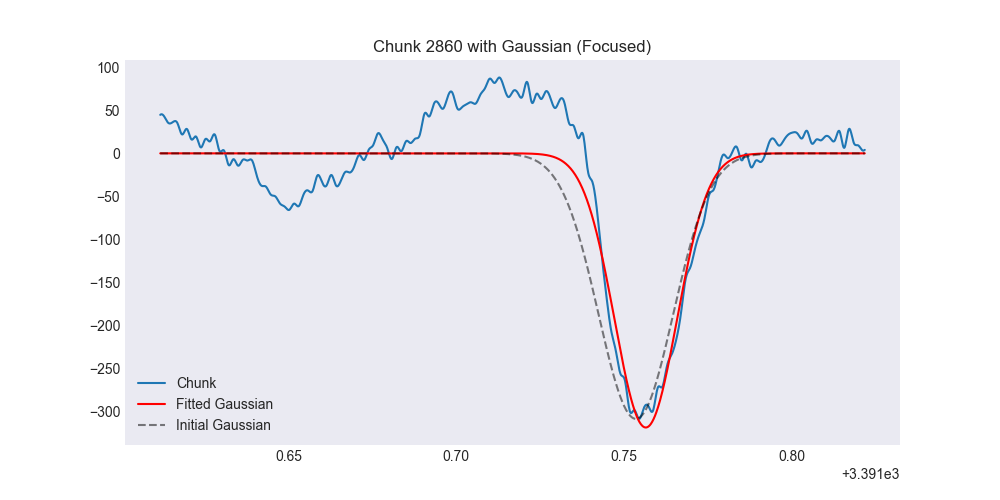 Chunk 2860 with Gaussian (Focused)
100
50
0
−50
−100
−150
−200
−250
−300
Chunk
Fitted Gaussian
Initial Gaussian
0.65 0.70 0.75 0.80
+3.391e3